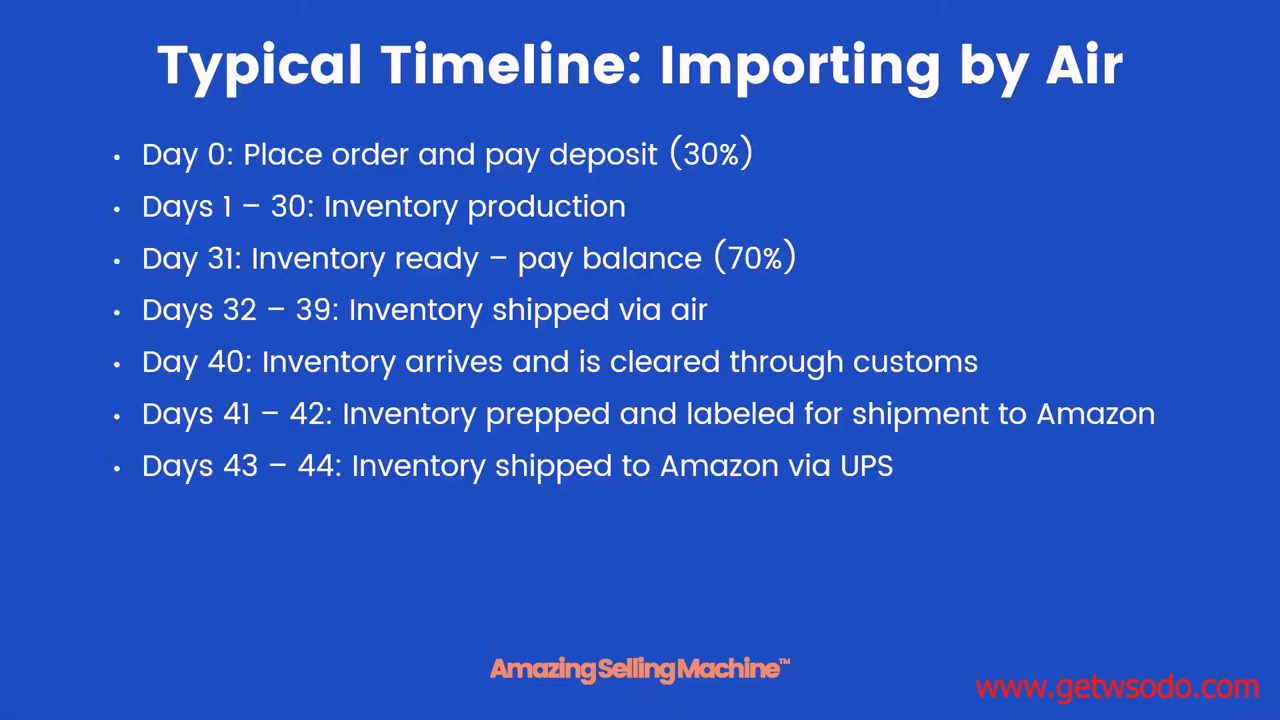 Typical Timeline: Importing by Air
• Day 0: Place order and pay deposit (30%)
• Days 1 – 30: Inventory production
• Day 31: Inventory ready – pay balance (70%)
• Days 32 – 39: Inventory shipped via air
• Day 40: Inventory arrives and is cleared through customs
• Days 41 – 42: Inventory prepped and labeled for shipment to Amazon
• Days 43 – 44: Inventory shipped to Amazon via UPS
Amazing Selling Machine™
www.getwsodo.com